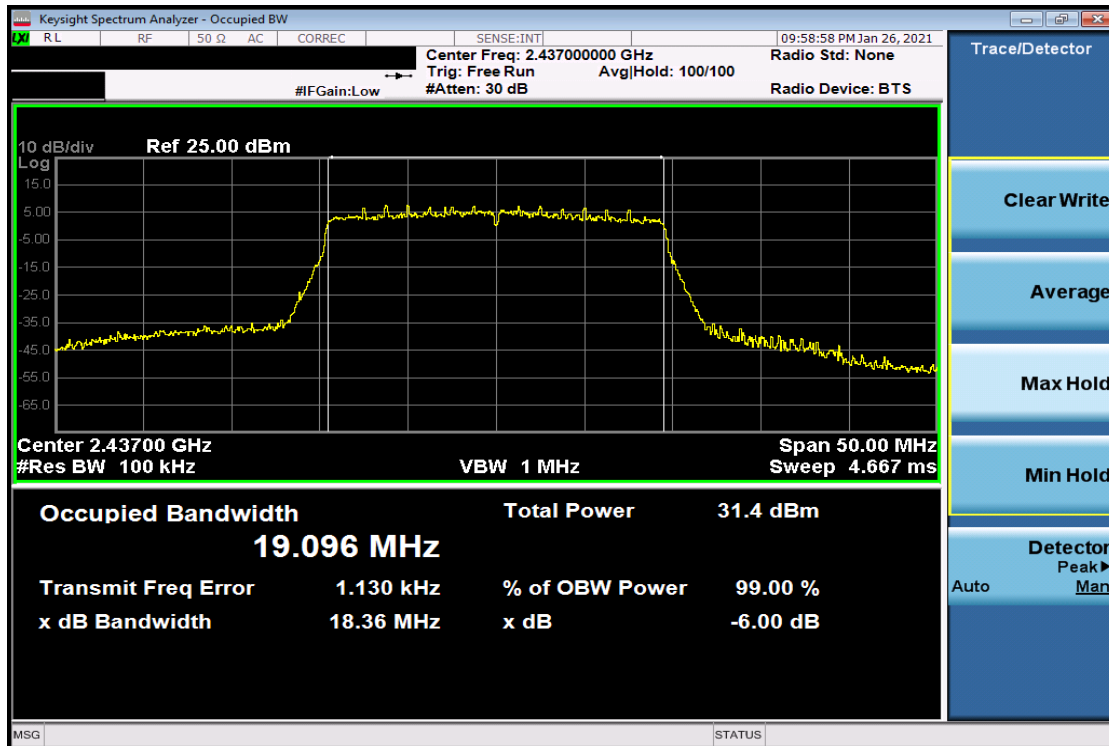 Keysight Spectrum Analyzer - Occupied BW
LXI RL RF 50 Ω AC CORREC SENSE:INT 09:58:58 PM Jan 26, 2021
Center Freq: 2.437000000 GHz Radio Std: None
Trig: Free Run Avg|Hold: 100/100
#IFGain:Low #Atten: 30 dB Radio Device: BTS
Trace/Detector
10 dB/div Ref 25.00 dBm
Log
15.0
5.00
-5.00
-15.0
-25.0
-35.0
-45.0
-55.0
-65.0
Center 2.43700 GHz Span 50.00 MHz
#Res BW 100 kHz VBW 1 MHz Sweep 4.667 ms
Occupied Bandwidth Total Power 31.4 dBm
19.096 MHz
Transmit Freq Error 1.130 kHz % of OBW Power 99.00 %
x dB Bandwidth 18.36 MHz x dB -6.00 dB
Clear Write
Average
Max Hold
Min Hold
Detector
Peak▶
Auto Man
MSG STATUS